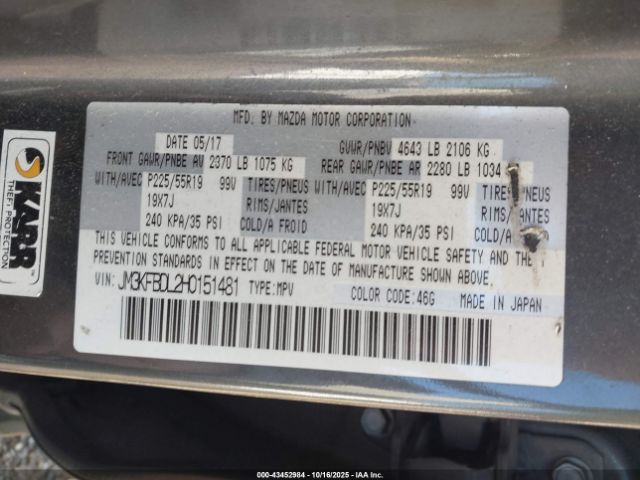 MFD. BY MAZDA MOTOR CORPORATION
DATE 05/17 GVWR/PNBV 4643 LB 2106 KG
FRONT GAWR/PNBE AV 2370 LB 1075 KG REAR GAWR/PNBE AR 2280 LB 1034
WITH/AVEC P225/55R19 99V TIRES/PNEUS WITH/AVEC P225/55R19 99V TIRES/PNEUS
19X7J RIMS/JANTES 19X7J RIMS/JANTES
240 KPA/35 PSI COLD/A FROID 240 KPA/35 PSI COLD/A
THIS VEHICLE CONFORMS TO ALL APPLICABLE FEDERAL MOTOR VEHICLE SAFETY AND THEFT
PREVENTION STANDARDS IN EFFECT ON THE DATE OF MANUFACTURE SHOWN ABOVE.
VIN: JM3KFBDL2H0151481 TYPE:MPV COLOR CODE:46G MADE IN JAPAN
KARR
THEFT PROTECTION
000-43452984 | 10/16/2025 | IAA Inc.